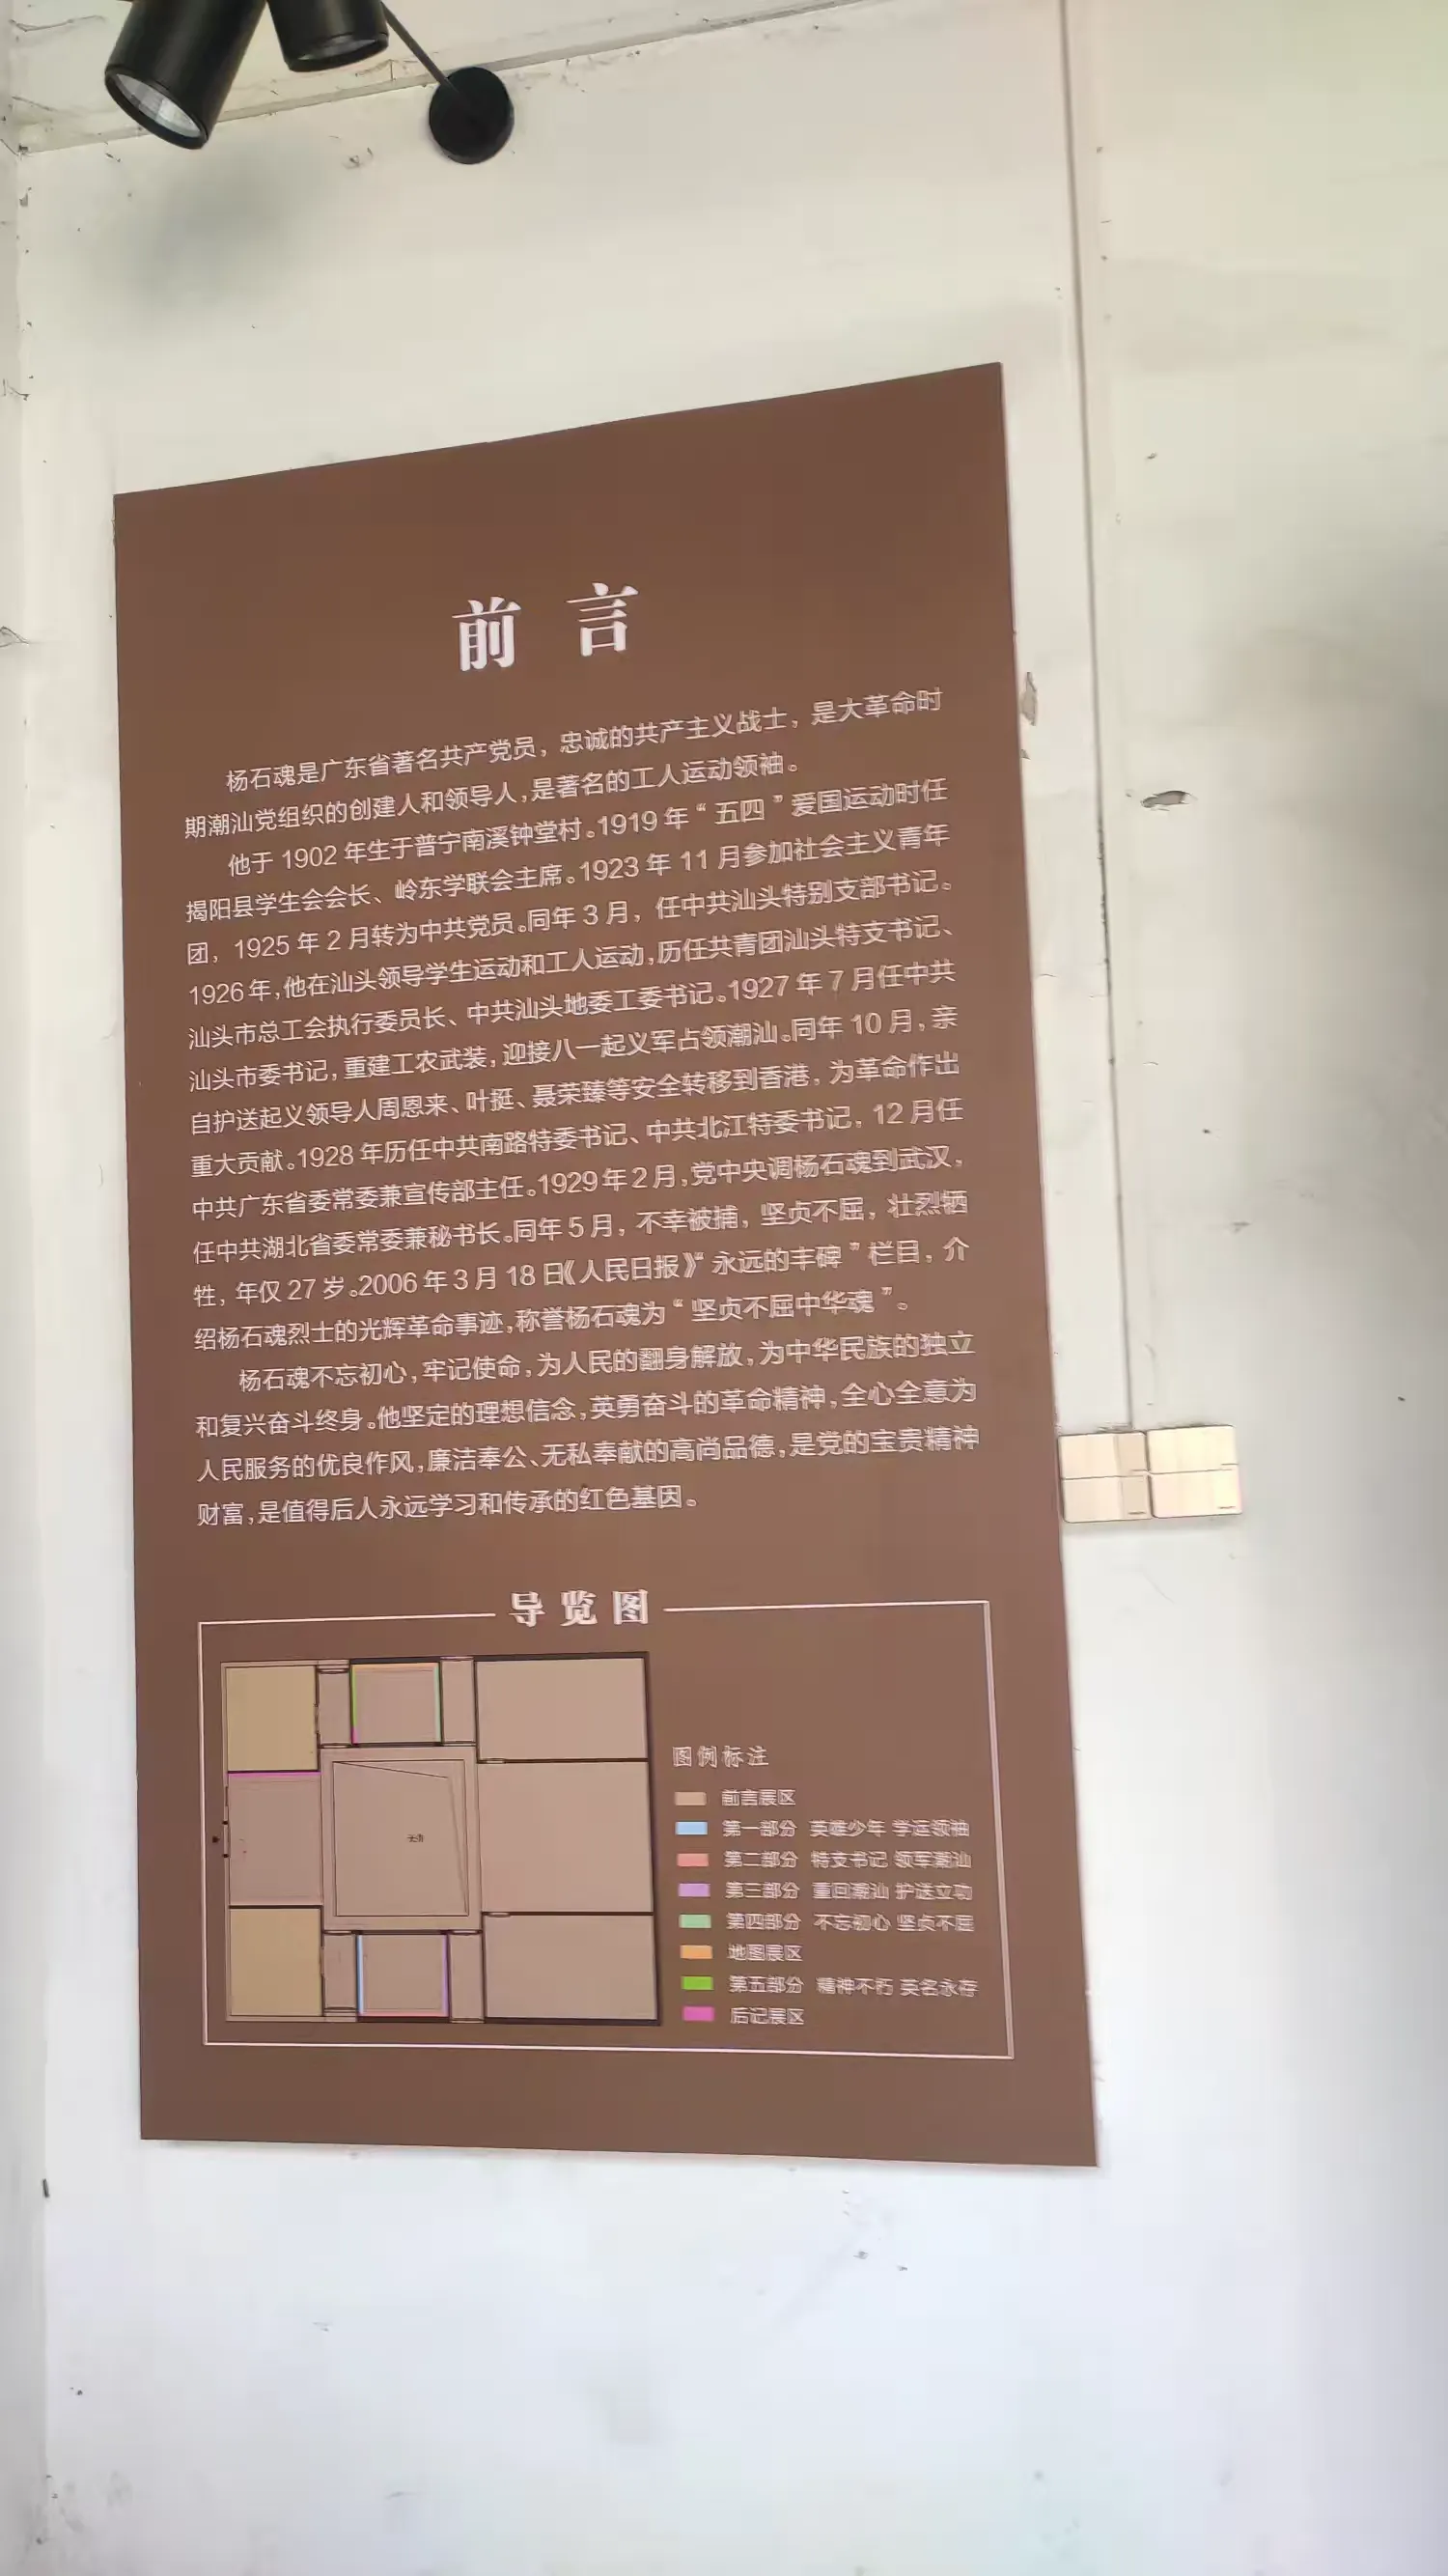 前言
杨石魂是广东省著名共产党员，忠诚的共产主义战士，是大革命时
期潮汕党组织的创建人和领导人，是著名的工人运动领袖。
他于 1902 年生于普宁南溪钟堂村。1919 年“五四”爱国运动时任
揭阳县学生会会长、岭东学联会主席。1923 年 11 月参加社会主义青年
团，1925 年 2 月转为中共党员。同年 3 月，任中共汕头特别支部书记。
1926 年，他在汕头领导学生运动和工人运动，历任共青团汕头特支书记、
汕头市总工会执行委员长、中共汕头地委工委书记。1927 年 7 月任中共
汕头市委书记，重建工农武装，迎接八一起义军占领潮汕。同年 10 月，亲
自护送起义领导人周恩来、叶挺、聂荣臻等安全转移到香港，为革命作出
重大贡献。1928 年历任中共南路特委书记、中共北江特委书记，12 月任
中共广东省委常委兼宣传部主任。1929 年 2 月，党中央调杨石魂到武汉，
任中共湖北省委常委兼秘书长。同年 5 月，不幸被捕，坚贞不屈，壮烈牺
牲，年仅 27 岁。2006 年 3 月 18 日《人民日报》“永远的丰碑”栏目，介
绍杨石魂烈士的光辉革命事迹，称誉杨石魂为“坚贞不屈中华魂”。
杨石魂不忘初心，牢记使命，为人民的翻身解放，为中华民族的独立
和复兴奋斗终身。他坚定的理想信念，英勇奋斗的革命精神，全心全意为
人民服务的优良作风，廉洁奉公、无私奉献的高尚品德，是党的宝贵精神
财富，是值得后人永远学习和传承的红色基因。
导览图
图例标注
前言展区
第一部分 英雄少年 学运领袖
第二部分 特支书记 领军潮汕
第三部分 重回潮汕 护送立功
第四部分 不忘初心 坚贞不屈
地图展区
第五部分 精神不朽 英名永存
后记展区